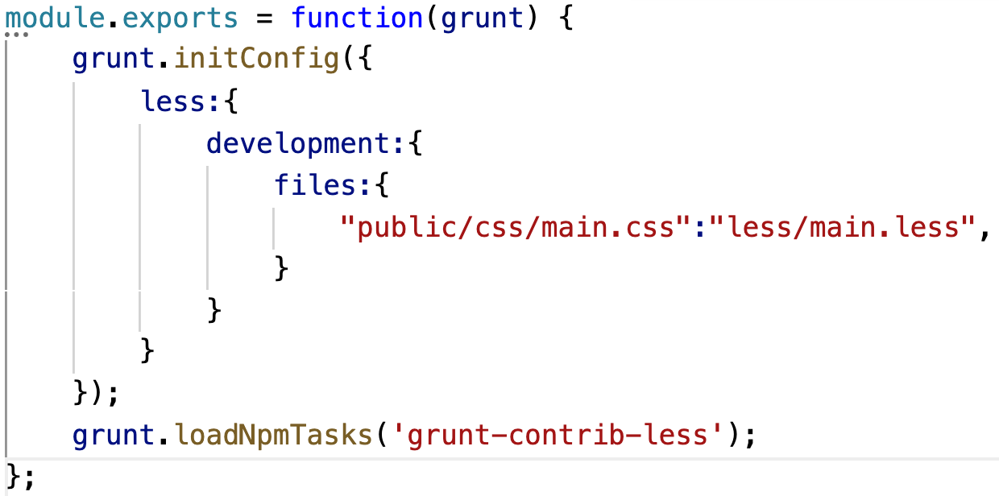 module.exports = function(grunt) {
    grunt.initConfig({
        less:{
            development:{
                files:{
                    "public/css/main.css":"less/main.less",
                }
            }
        }
    });
    grunt.loadNpmTasks('grunt-contrib-less');
};